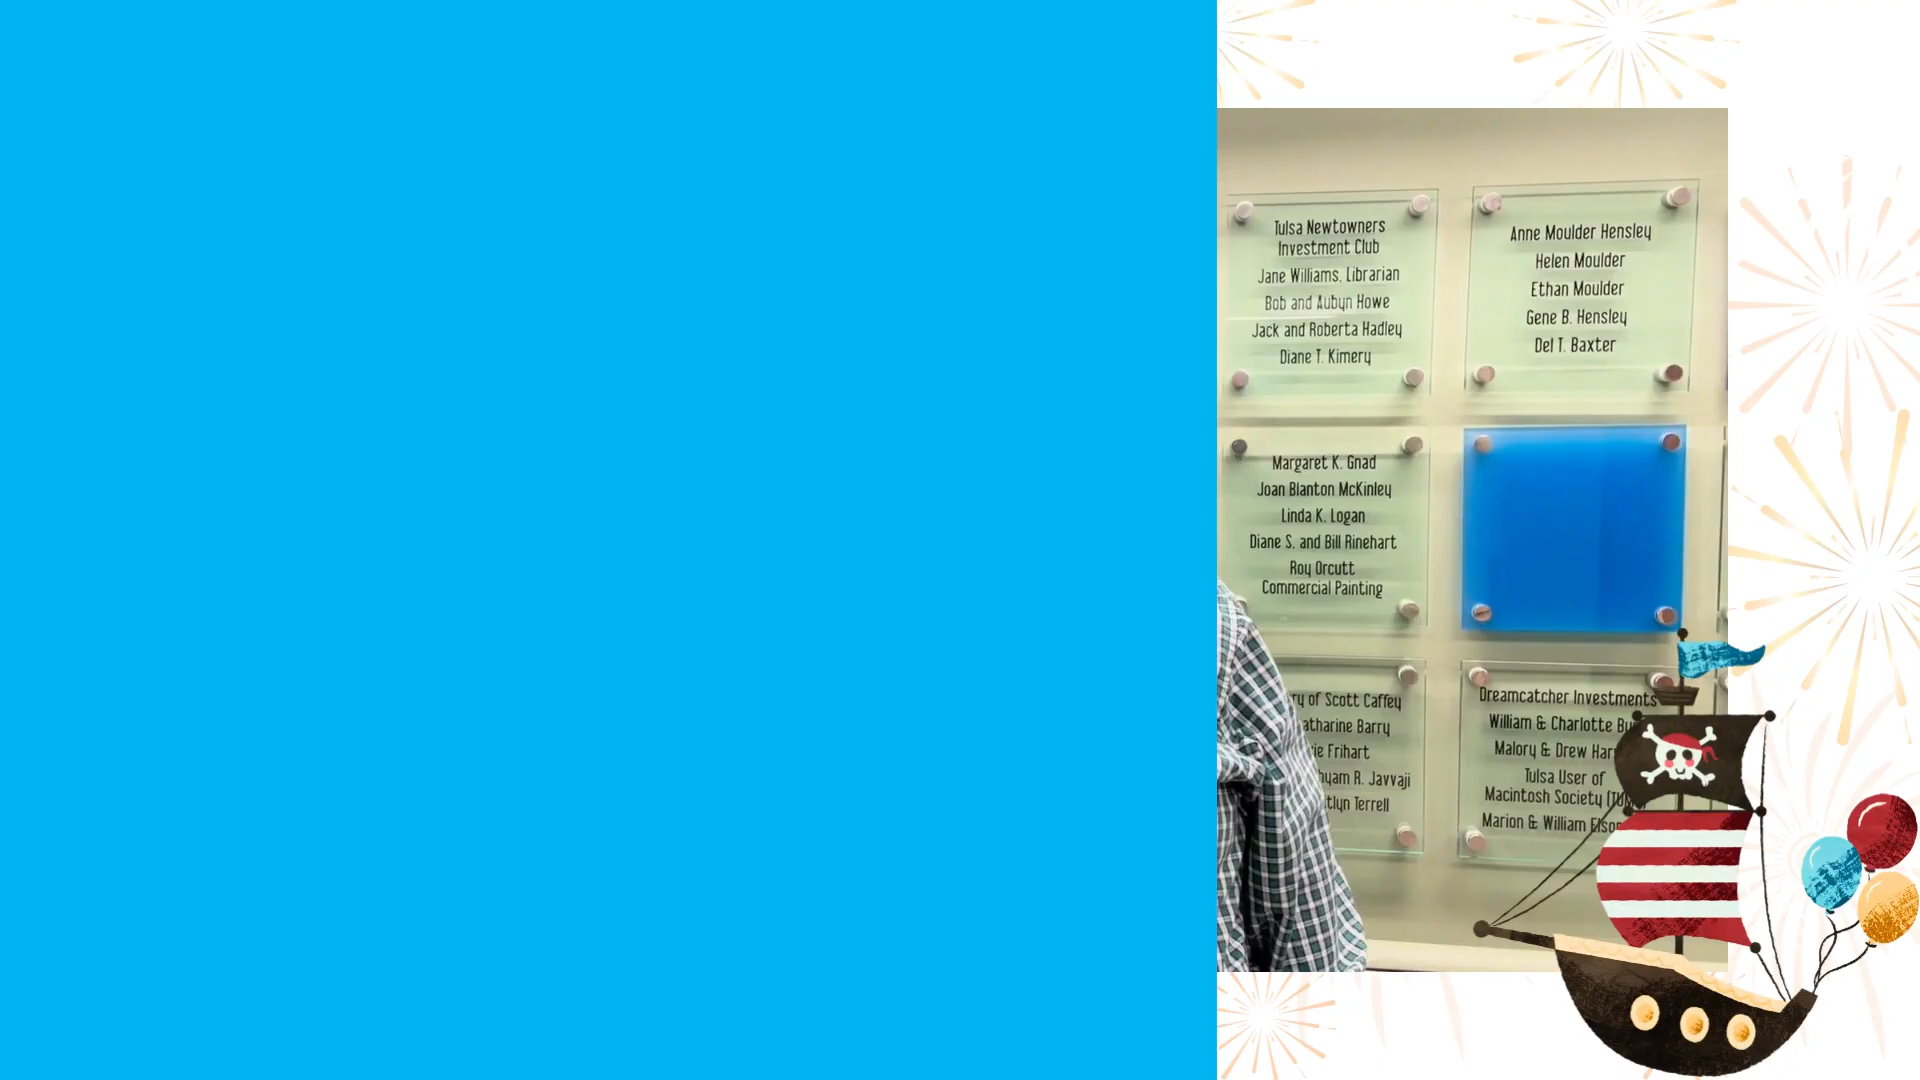 Tulsa Newtowners
Investment Club
Jane Williams, Librarian
Bob and Aubyn Howe
Jack and Roberta Hadley
Diane T. Kimery
Anne Moulder Hensley
Helen Moulder
Ethan Moulder
Gene B. Hensley
Del T. Baxter
Margaret K. Gnad
Joan Blanton McKinley
Linda K. Logan
Diane S. and Bill Rinehart
Roy Orcutt
Commercial Painting
of Scott Caffey
Barry
Frihart
R. Javvaji
Terrell
Dreamcatcher Investments
William & Charlotte
Malory & Drew
Tulsa User of
Macintosh Society
Marion & William